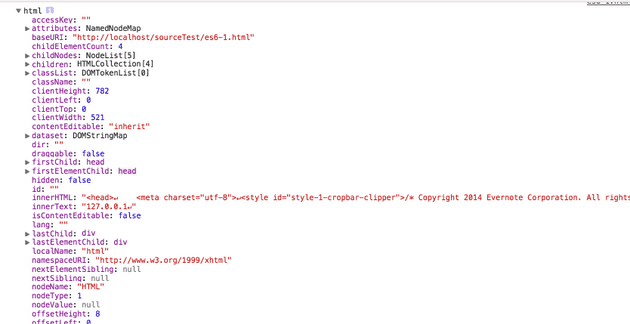 html
accessKey: ""
attributes: NamedNodeMap
baseURI: "http://localhost/sourceTest/es6-1.html"
childElementCount: 4
childNodes: NodeList[5]
children: HTMLCollection[4]
classList: DOMTokenList[0]
className: ""
clientHeight: 782
clientLeft: 0
clientTop: 0
clientWidth: 521
contentEditable: "inherit"
dataset: DOMStringMap
dir: ""
draggable: false
firstChild: head
firstElementChild: head
hidden: false
id: ""
innerHTML: "<head>↵    <meta charset="utf-8">↵<style id="style-1-cropbar-clipper">/* Copyright 2014 Evernote Corporation. All rights
innerText: "127.0.0.1↵"
isContentEditable: false
lang: ""
lastChild: div
lastElementChild: div
localName: "html"
namespaceURI: "http://www.w3.org/1999/xhtml"
nextElementSibling: null
nextSibling: null
nodeName: "HTML"
nodeType: 1
nodeValue: null
offsetHeight: 8
offsetLeft: 0